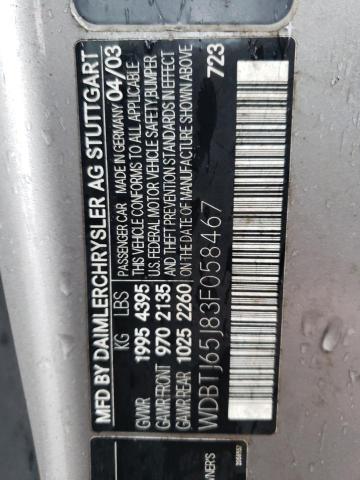 MFD BY DAIMLERCHRYSLER AG STUTTGART
PASSENGER CAR MADE IN GERMANY 04/03
KG LBS THIS VEHICLE CONFORMS TO ALL APPLICABLE
GVWR 1995 4395 U.S. FEDERAL MOTOR VEHICLE SAFETY, BUMPER
GAWR:FRONT 970 2135 AND THEFT PREVENTION STANDARDS IN EFFECT
GAWR:REAR 1025 2260 ON THE DATE OF MANUFACTURE SHOWN ABOVE.
723
WDBTJ65J83F058467
WNER'S